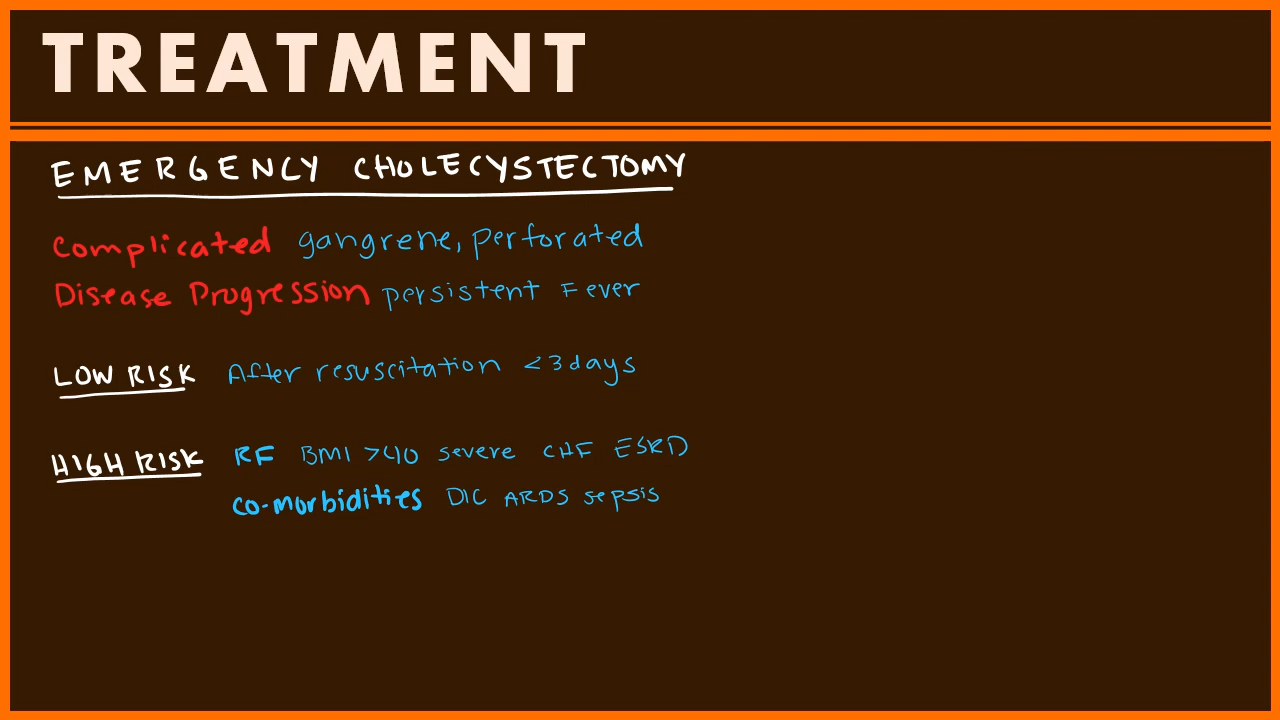 TREATMENT
EMERGENCY CHOLECYSTECTOMY
Complicated gangrene, perforated
Disease Progression persistent Fever
LOW RISK After resuscitation <3days
HIGH RISK RF BMI >40 severe CHF ESRD
co-morbidities DIC ARDS sepsis